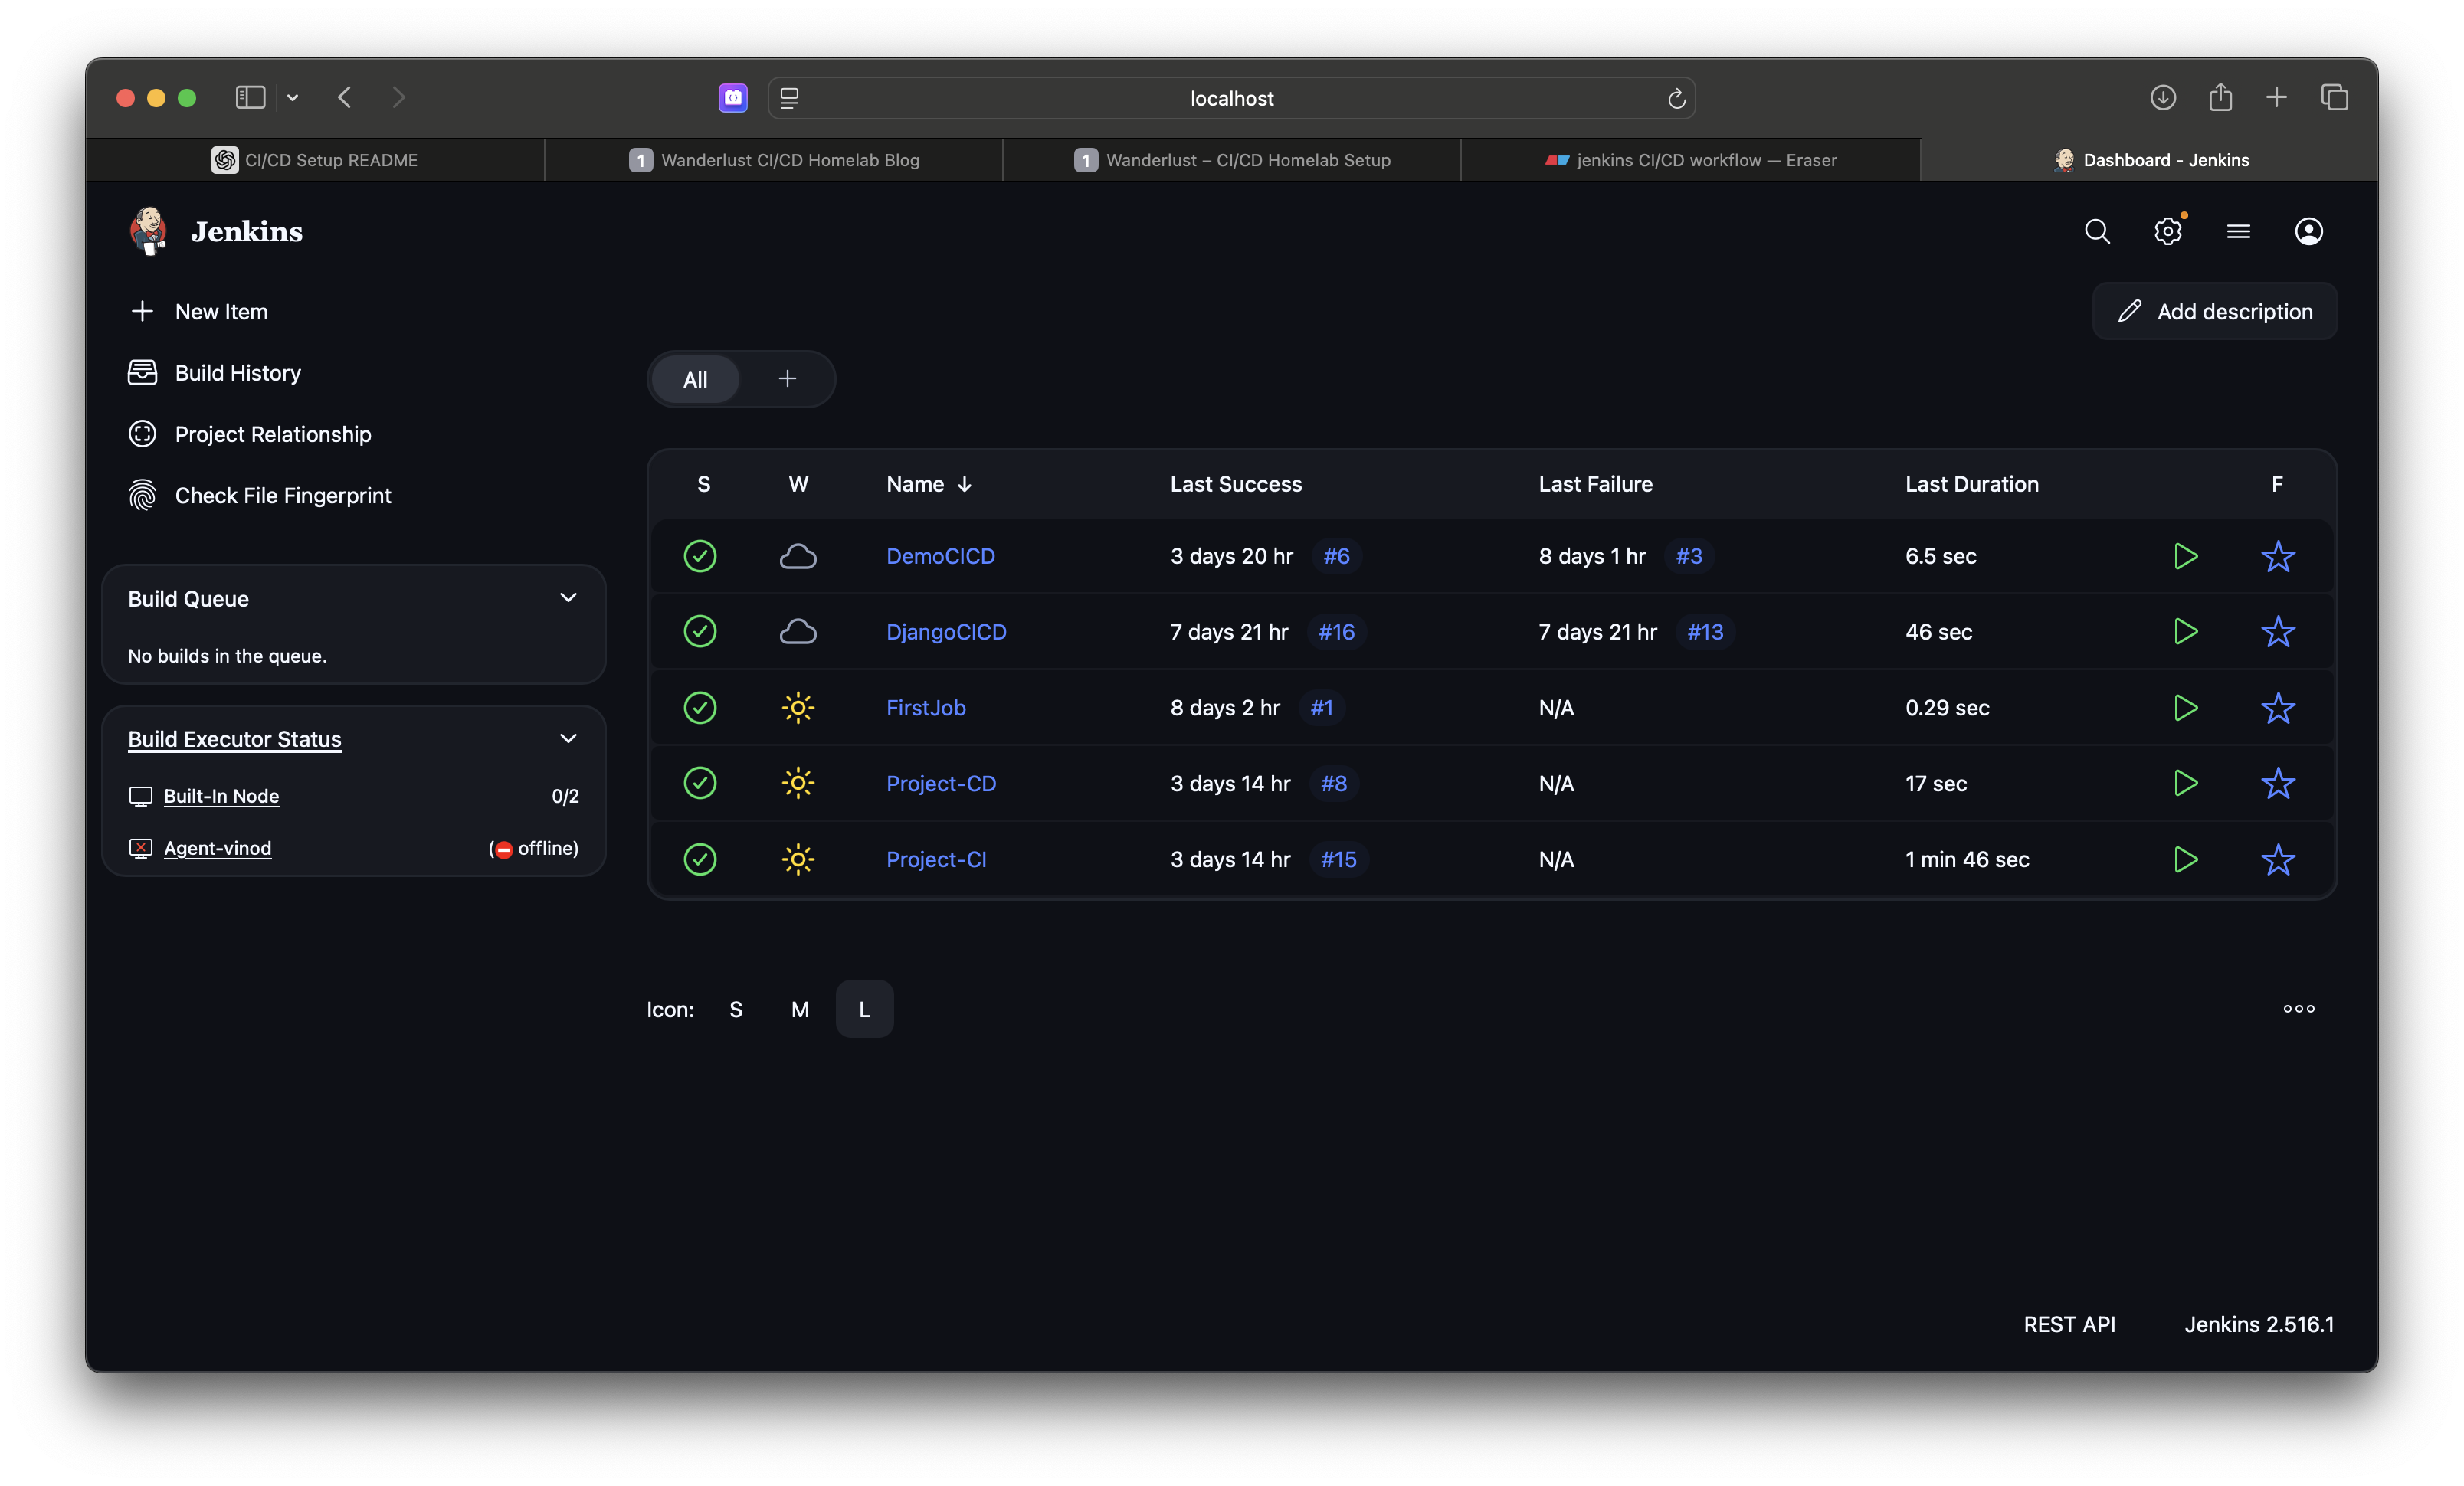 localhost
CI/CD Setup README
1 Wanderlust CI/CD Homelab Blog
1 Wanderlust – CI/CD Homelab Setup
jenkins CI/CD workflow — Eraser
Dashboard - Jenkins
Jenkins
New Item
Build History
Project Relationship
Check File Fingerprint
Build Queue
No builds in the queue.
Build Executor Status
Built-In Node 0/2
Agent-vinod (offline)
Add description
All +
S W Name ↓ Last Success Last Failure Last Duration F
DemoCICD 3 days 20 hr #6 8 days 1 hr #3 6.5 sec
DjangoCICD 7 days 21 hr #16 7 days 21 hr #13 46 sec
FirstJob 8 days 2 hr #1 N/A 0.29 sec
Project-CD 3 days 14 hr #8 N/A 17 sec
Project-CI 3 days 14 hr #15 N/A 1 min 46 sec
Icon: S M L
REST API Jenkins 2.516.1